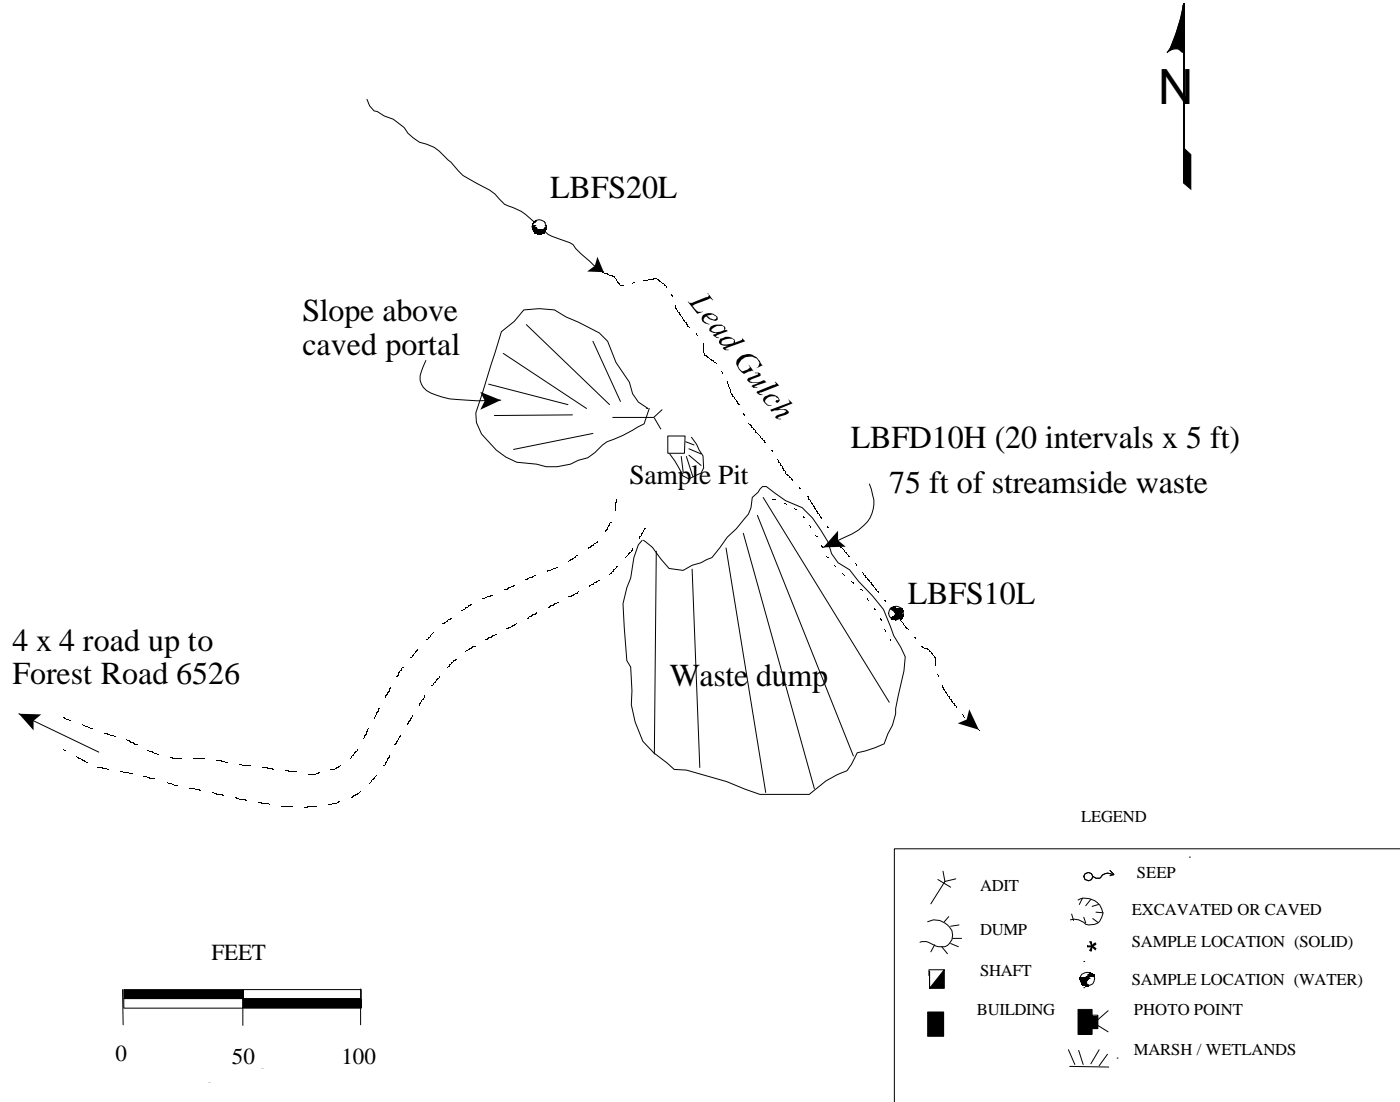 N
LBFS20L
Slope above
caved portal
Lead Gulch
LBFD10H (20 intervals x 5 ft)
75 ft of streamside waste
Sample Pit
LBFS10L
4 x 4 road up to
Forest Road 6526
Waste dump
LEGEND
ADIT
DUMP
SHAFT
BUILDING
SEEP
EXCAVATED OR CAVED
SAMPLE LOCATION (SOLID)
SAMPLE LOCATION (WATER)
PHOTO POINT
MARSH / WETLANDS
FEET
0 50 100